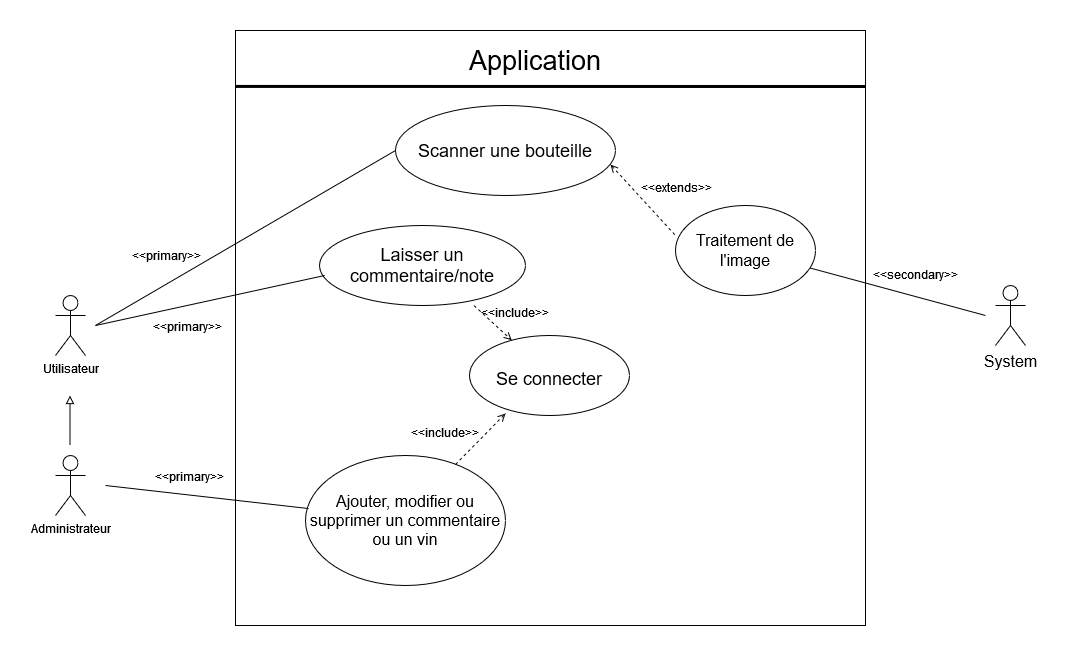 Application
Scanner une bouteille
<<extends>>
Traitement de
l'image
<<primary>>
Laisser un
commentaire/note
<<secondary>>
<<primary>>
<<include>>
Utilisateur
System
Se connecter
<<include>>
<<primary>>
Ajouter, modifier ou
supprimer un commentaire
ou un vin
Administrateur